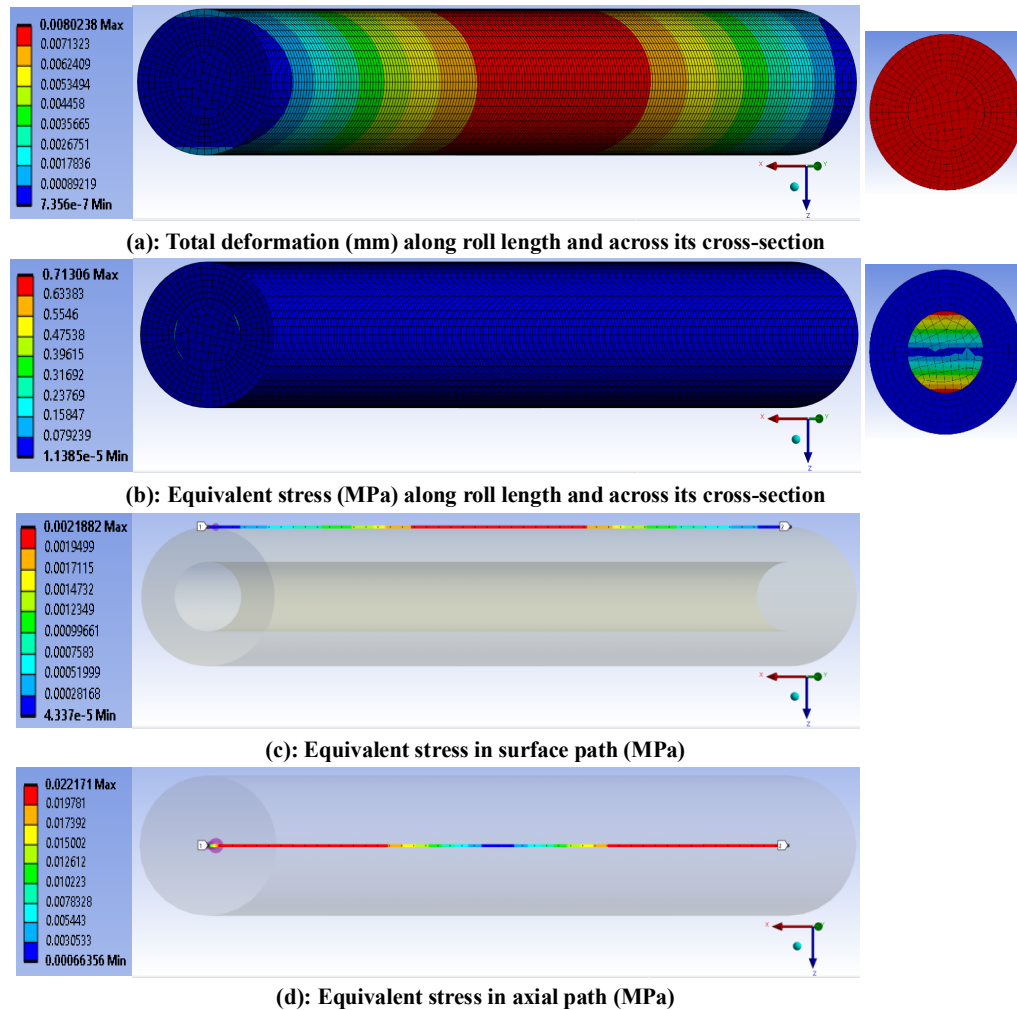 0.0080238 Max
0.0071323
0.0062409
0.0053494
0.004458
0.0035665
0.0026751
0.0017836
0.00089219
7.356e-7 Min
X
Y
Z
(a): Total deformation (mm) along roll length and across its cross-section
0.71306 Max
0.63383
0.5546
0.47538
0.39615
0.31692
0.23769
0.15847
0.079239
1.1385e-5 Min
X
Y
Z
(b): Equivalent stress (MPa) along roll length and across its cross-section
0.0021882 Max
0.0019499
0.0017115
0.0014732
0.0012349
0.00099661
0.0007583
0.00051999
0.00028168
4.337e-5 Min
1
2
X
Y
Z
(c): Equivalent stress in surface path (MPa)
0.022171 Max
0.019781
0.017392
0.015002
0.012612
0.010223
0.0078328
0.005443
0.0030533
0.00066356 Min
1
2
X
Y
Z
(d): Equivalent stress in axial path (MPa)